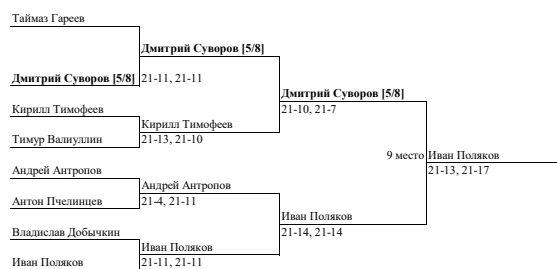 Таймаз Гареев
Дмитрий Суворов [5/8]
Дмитрий Суворов [5/8]
21-11, 21-11
Дмитрий Суворов [5/8]
21-10, 21-7
Кирилл Тимофеев
Кирилл Тимофеев
21-13, 21-10
Тимур Валиуллин
9 место
Иван Поляков
21-13, 21-17
Андрей Антропов
Андрей Антропов
21-4, 21-11
Антон Пчелинцев
Иван Поляков
21-14, 21-14
Владислав Добычкин
Иван Поляков
21-11, 21-11
Иван Поляков